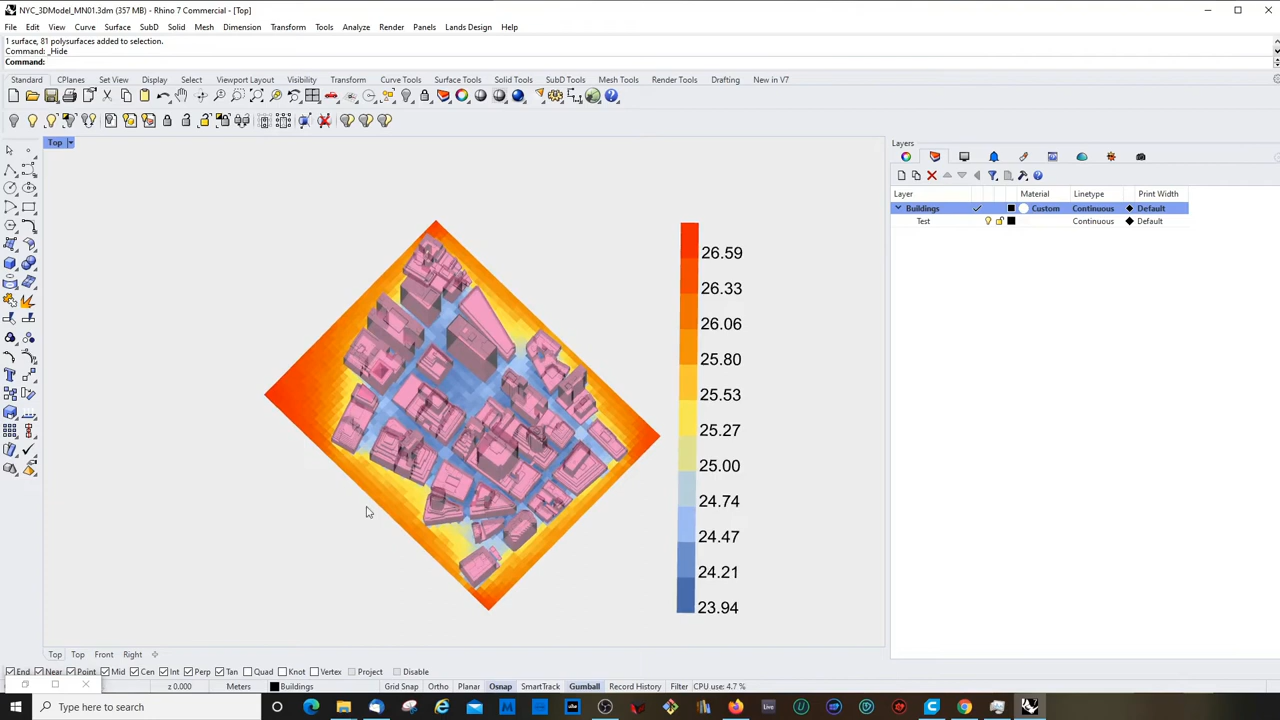 NYC_3DModel_MN01.3dm (357 MB) - Rhino 7 Commercial - [Top]
File Edit View Curve Surface SubD Solid Mesh Dimension Transform Tools Analyze Render Panels Lands Design Help
1 surface, 81 polysurfaces added to selection.
Command: _Hide
Command:
Standard CPlanes Set View Display Select Viewport Layout Visibility Transform Curve Tools Surface Tools Solid Tools SubD Tools Mesh Tools Render Tools Drafting New in V7
Top
Layers
Layer Material Linetype Print Width
Buildings Custom Continuous Default
Test Continuous Default
26.59
26.33
26.06
25.80
25.53
25.27
25.00
24.74
24.47
24.21
23.94
Top Top Front Right
End Near Point Mid Cen Int Perp Tan Quad Knot Vertex Project Disable
z 0.000 Meters Buildings Grid Snap Ortho Planar Osnap SmartTrack Gumball Record History Filter CPU use: 4.7 %
Type here to search